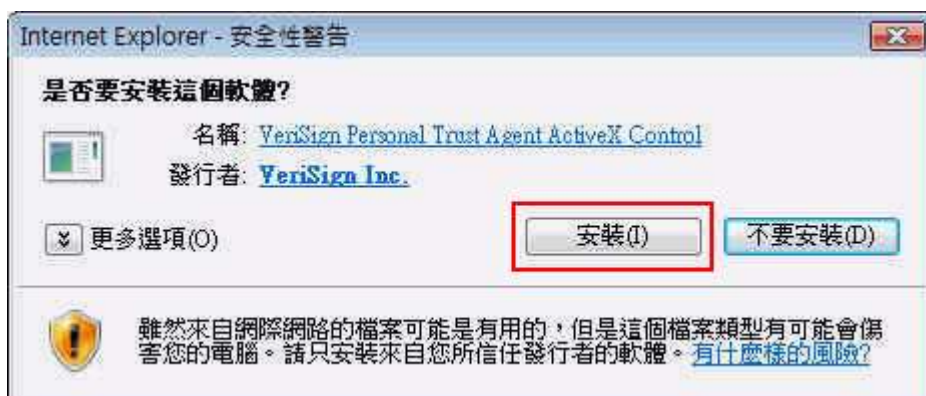 Internet Explorer - 安全性警告
是否要安裝這個軟體?
名稱: VeriSign Personal Trust Agent ActiveX Control
發行者: VeriSign Inc.
更多選項(O)
安裝(I)
不要安裝(D)
雖然來自網際網路的檔案可能是有用的，但是這個檔案類型有可能會傷
害您的電腦。請只安裝來自您所信任發行者的軟體。有什麼樣的風險?